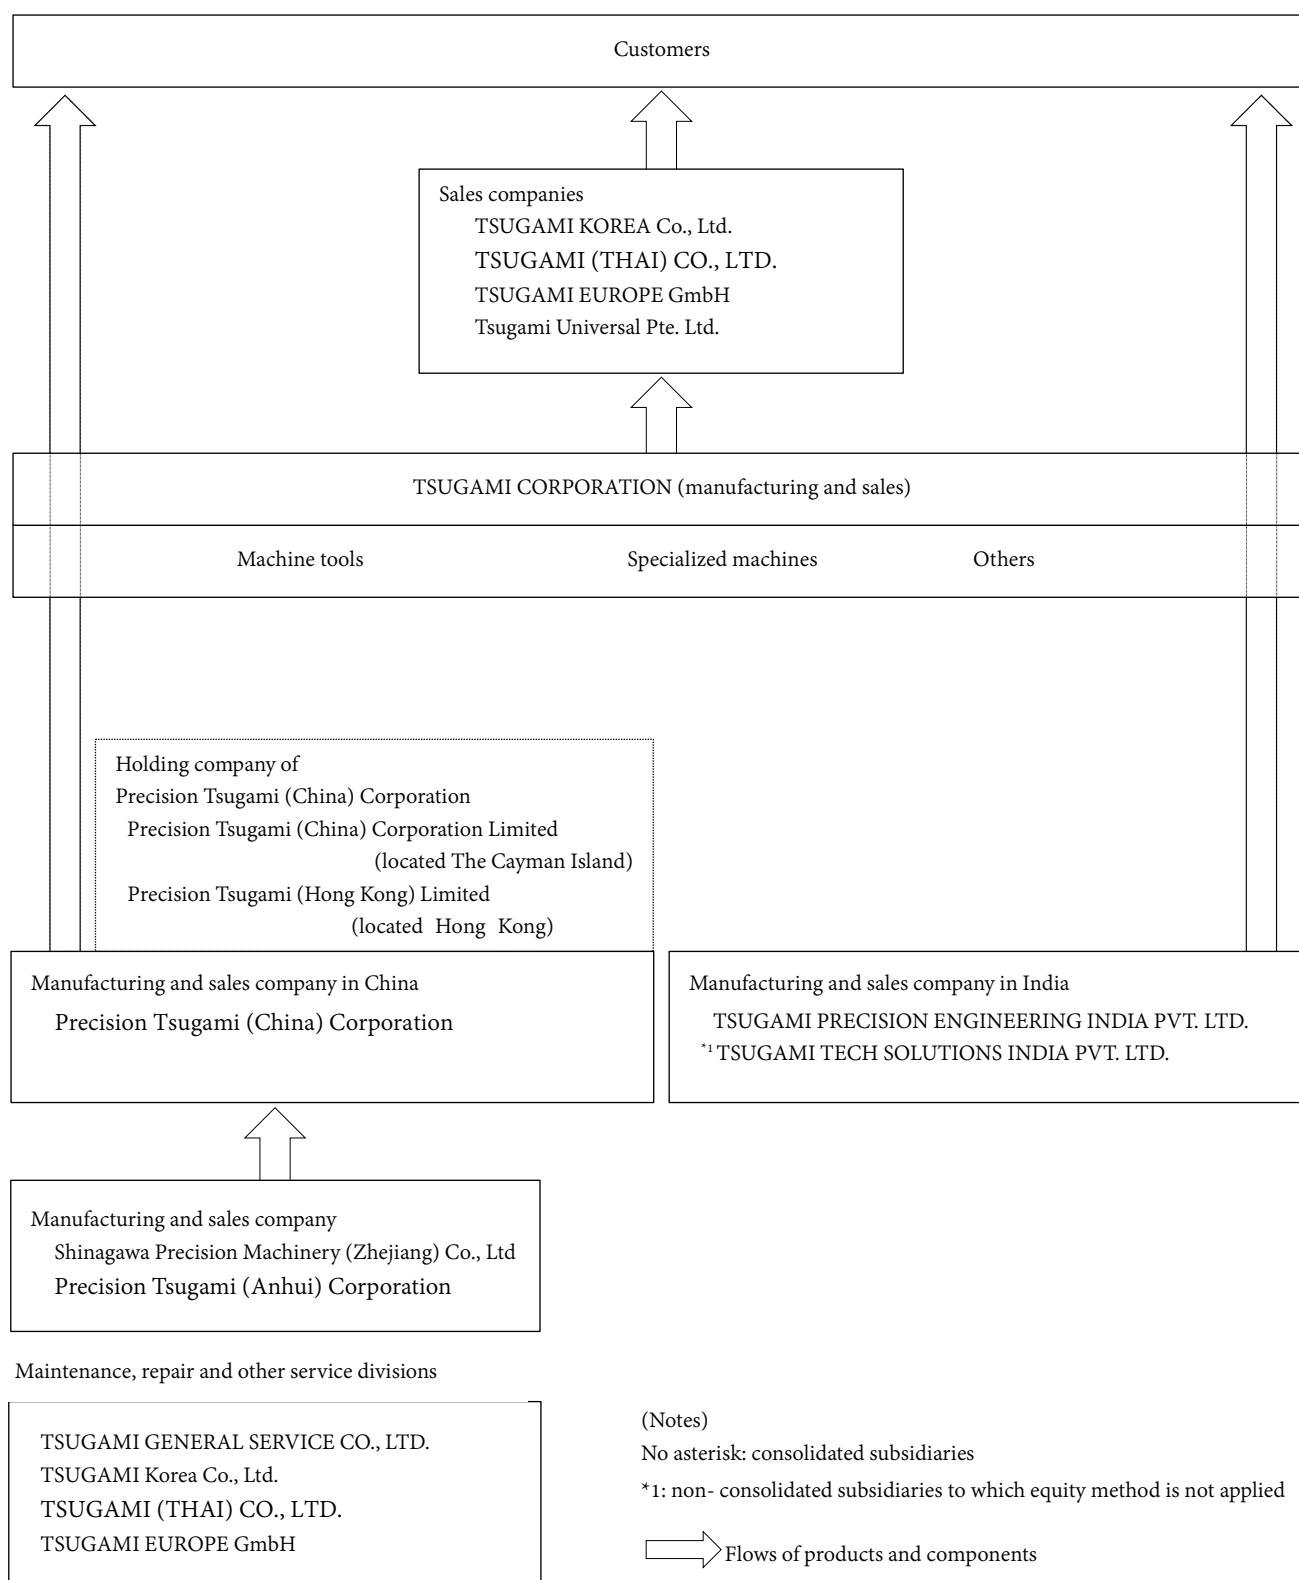 Customers
Sales companies
TSUGAMI KOREA Co., Ltd.
TSUGAMI (THAI) CO., LTD.
TSUGAMI EUROPE GmbH
Tsugami Universal Pte. Ltd.
TSUGAMI CORPORATION (manufacturing and sales)
Machine tools Specialized machines Others
Holding company of
Precision Tsugami (China) Corporation
Precision Tsugami (China) Corporation Limited
(located The Cayman Island)
Precision Tsugami (Hong Kong) Limited
(located Hong Kong)
Manufacturing and sales company in China
Precision Tsugami (China) Corporation
Manufacturing and sales company in India
TSUGAMI PRECISION ENGINEERING INDIA PVT. LTD.
*1 TSUGAMI TECH SOLUTIONS INDIA PVT. LTD.
Manufacturing and sales company
Shinagawa Precision Machinery (Zhejiang) Co., Ltd
Precision Tsugami (Anhui) Corporation
Maintenance, repair and other service divisions
TSUGAMI GENERAL SERVICE CO., LTD.
TSUGAMI Korea Co., Ltd.
TSUGAMI (THAI) CO., LTD.
TSUGAMI EUROPE GmbH
(Notes)
No asterisk: consolidated subsidiaries
*1: non- consolidated subsidiaries to which equity method is not applied
Flows of products and components